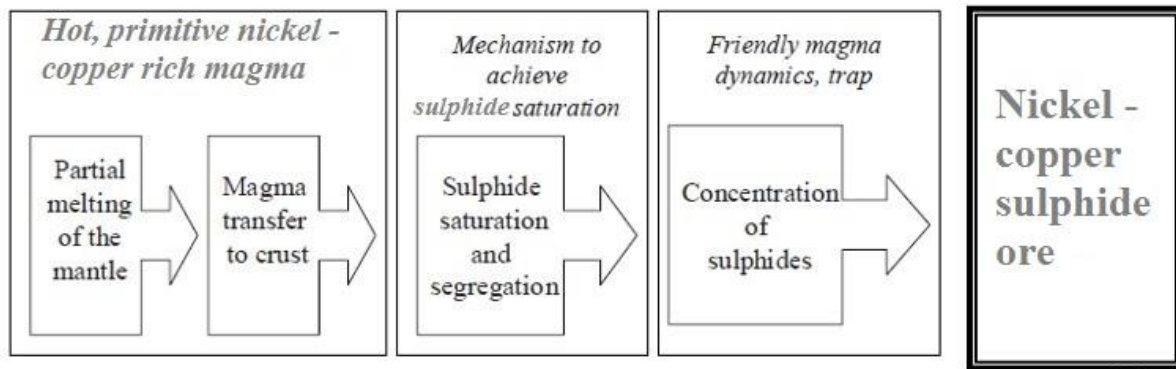 Hot, primitive nickel -
copper rich magma
Partial
melting
of the
mantle
Magma
transfer
to crust
Mechanism to
achieve
sulphide saturation
Sulphide
saturation
and
segregation
Friendly magma
dynamics, trap
Concentration
of
sulphides
Nickel -
copper
sulphide
ore